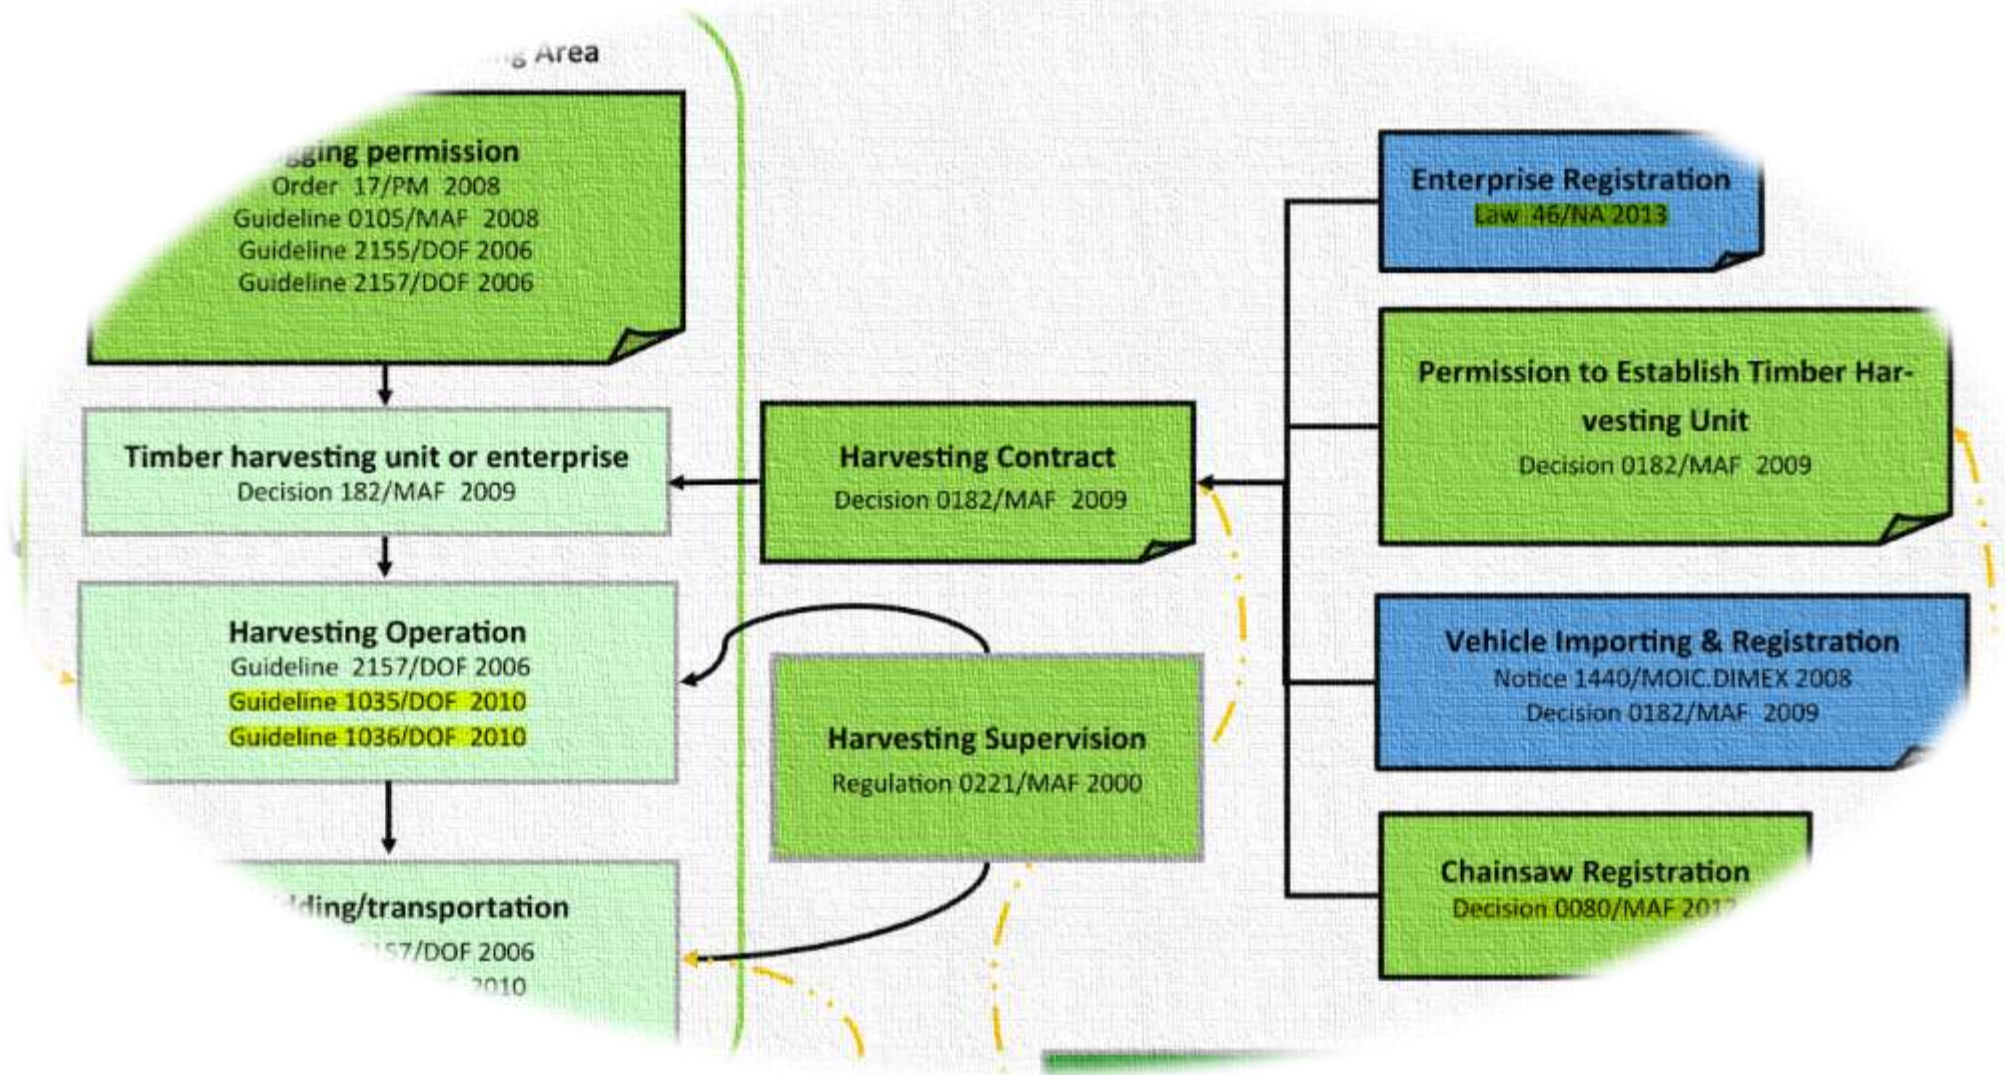 Area
permission
Order 17/PM 2008
Guideline 0105/MAF 2008
Guideline 2155/DOF 2006
Guideline 2157/DOF 2006
Timber harvesting unit or enterprise
Decision 182/MAF 2009
Harvesting Operation
Guideline 2157/DOF 2006
Guideline 1035/DOF 2010
Guideline 1036/DOF 2010
/transportation
/DOF 2006
2010
Harvesting Contract
Decision 0182/MAF 2009
Harvesting Supervision
Regulation 0221/MAF 2000
Enterprise Registration
Law 46/NA 2013
Permission to Establish Timber Har-
vesting Unit
Decision 0182/MAF 2009
Vehicle Importing & Registration
Notice 1440/MOIC.DIMEX 2008
Decision 0182/MAF 2009
Chainsaw Registration
Decision 0080/MAF